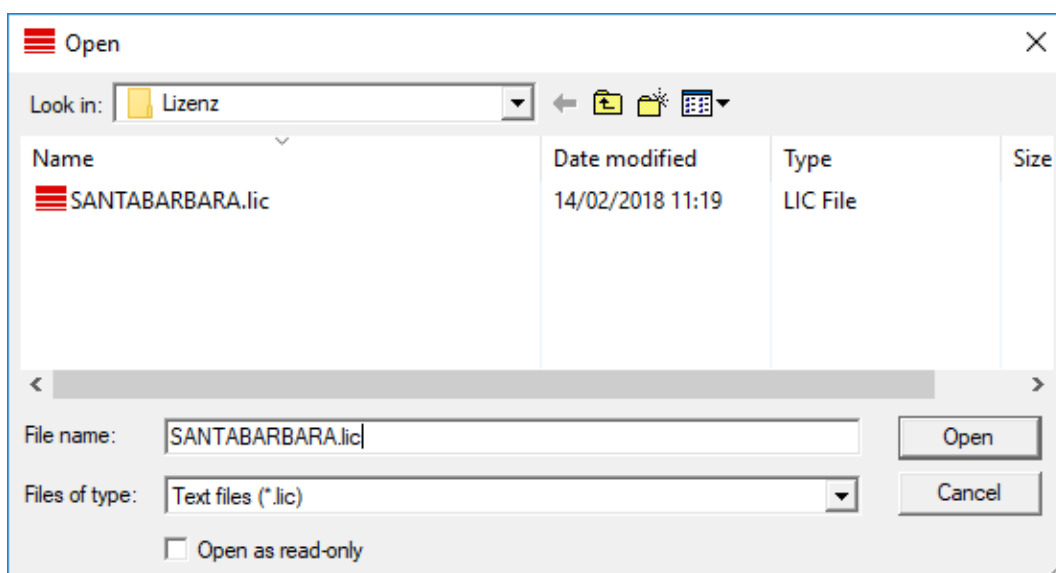 Open
Look in: Lizenz
Name Date modified Type Size
SANTABARBARA.lic 14/02/2018 11:19 LIC File
File name: SANTABARBARA.lic Open
Files of type: Text files (*.lic) Cancel
Open as read-only